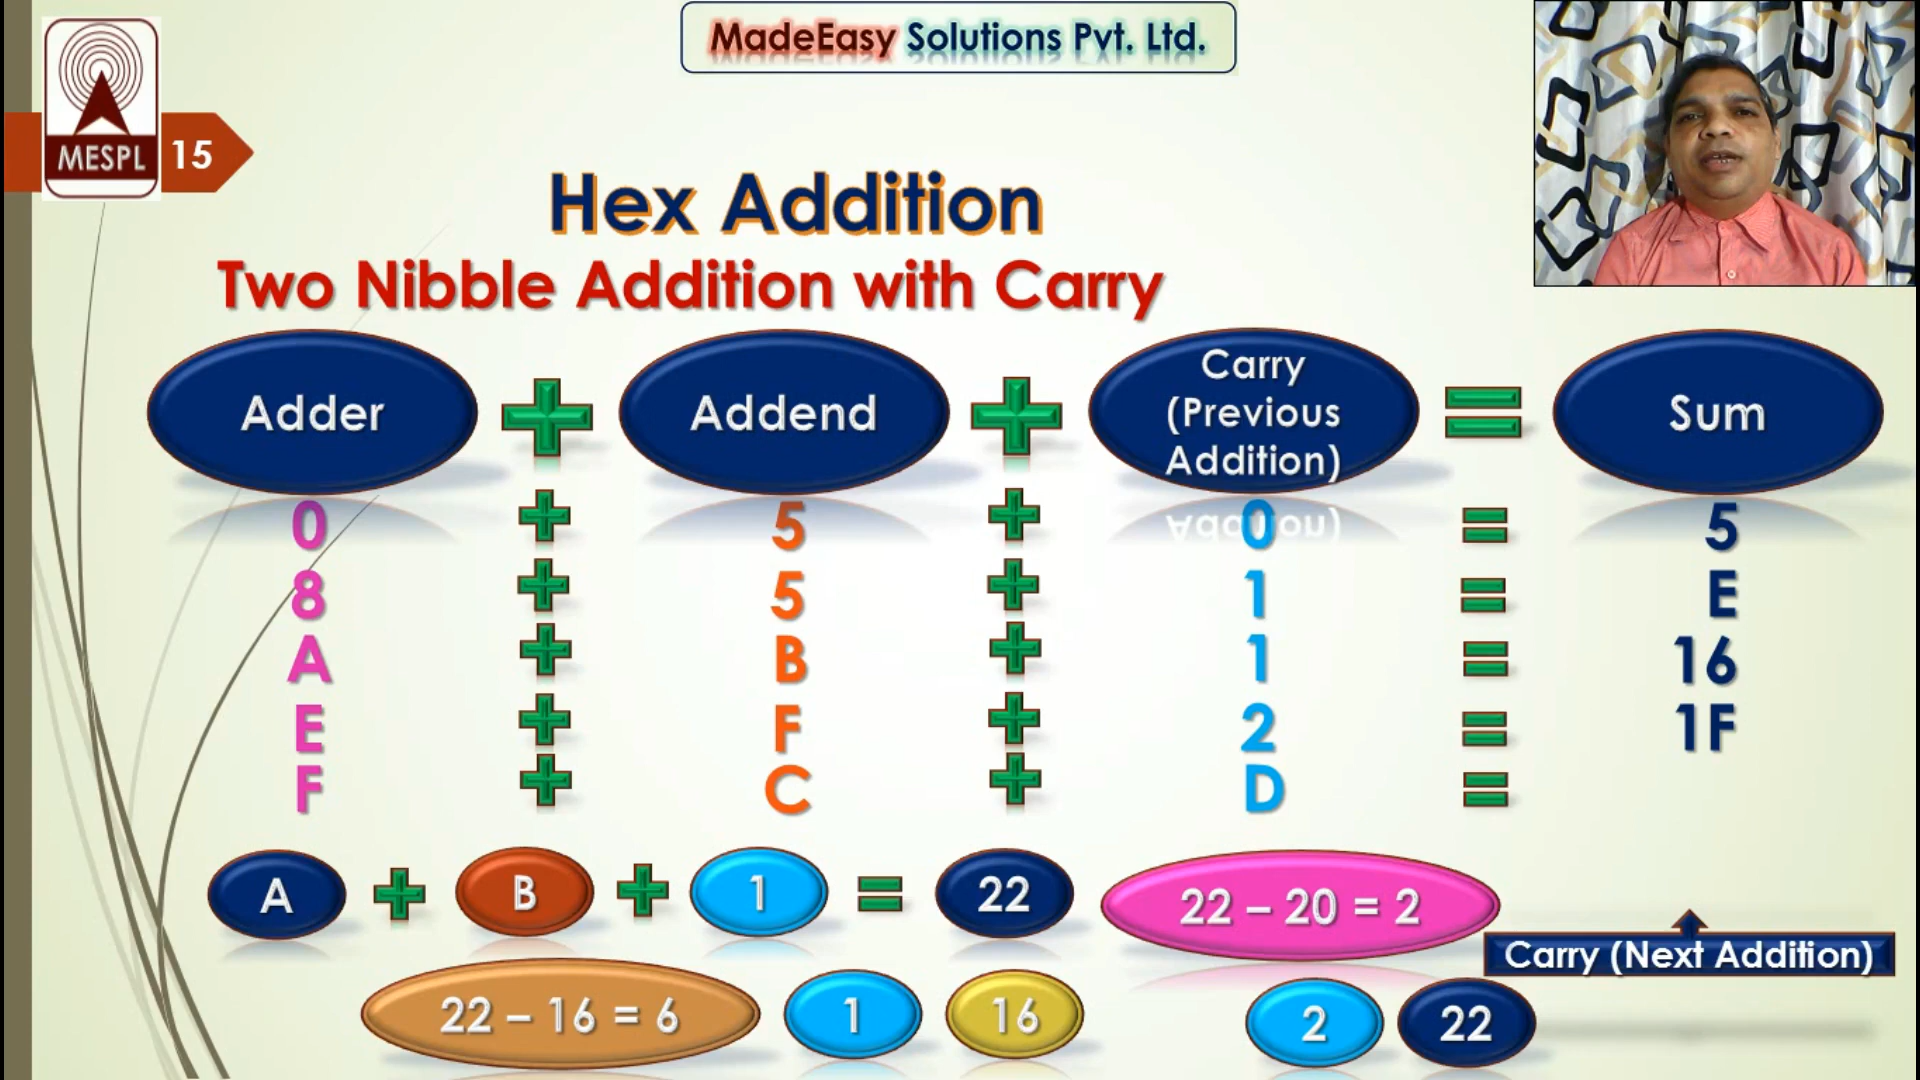 MadeEasy Solutions Pvt. Ltd.
MESPL
15
Hex Addition
Two Nibble Addition with Carry
Adder + Addend + Carry (Previous Addition) = Sum
0 + 5 + 0 = 5
8 + 5 + 1 = E
A + B + 1 = 16
E + F + 2 = 1F
F + C + D =
A + B + 1 = 22 22 – 20 = 2
Carry (Next Addition)
22 – 16 = 6 1 16 2 22